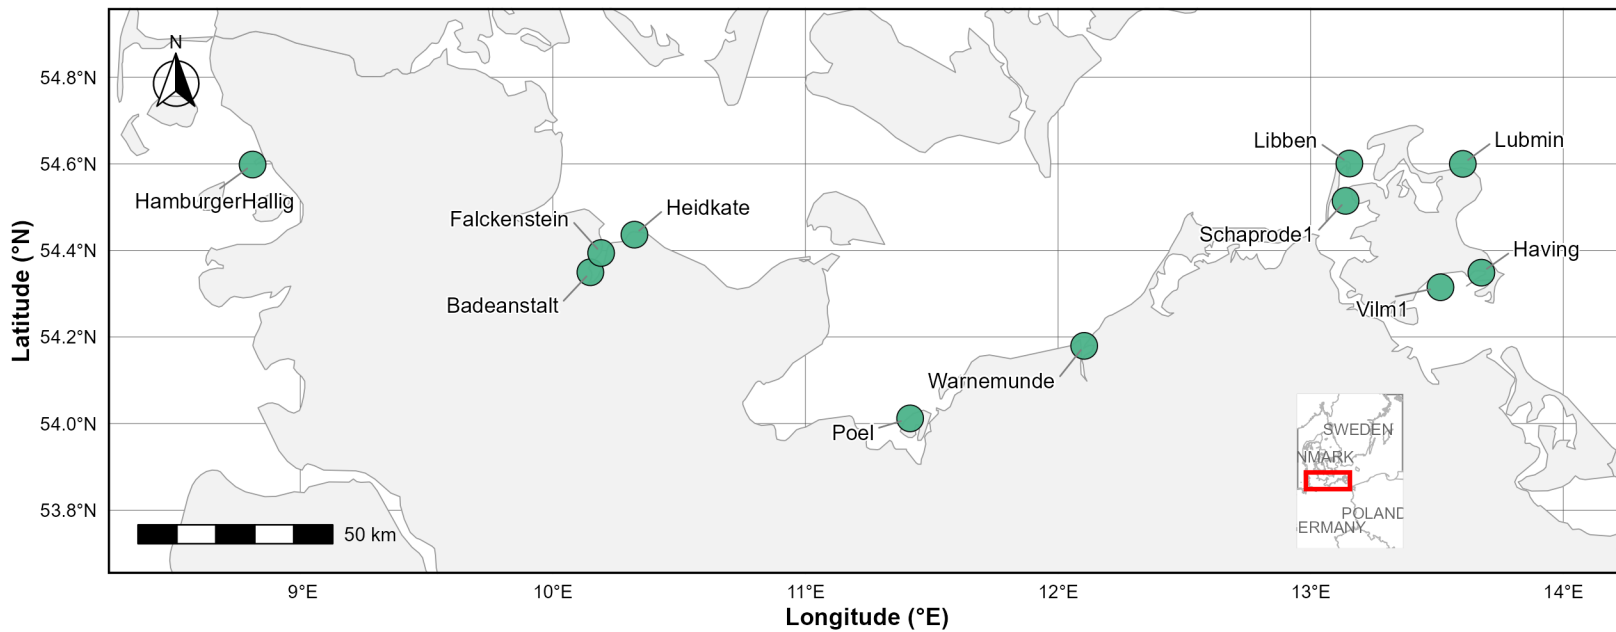 N
54.8°N
54.6°N
54.4°N
54.2°N
54.0°N
53.8°N
Latitude (°N)
Libben
Lubmin
HamburgerHallig
Falckenstein
Heidkate
Schaprode1
Having
Badeanstalt
Vilm1
Warnemunde
Poel
SWEDEN
NMARK
POLAND
ERMANY
50 km
9°E
10°E
11°E
12°E
13°E
14°E
Longitude (°E)